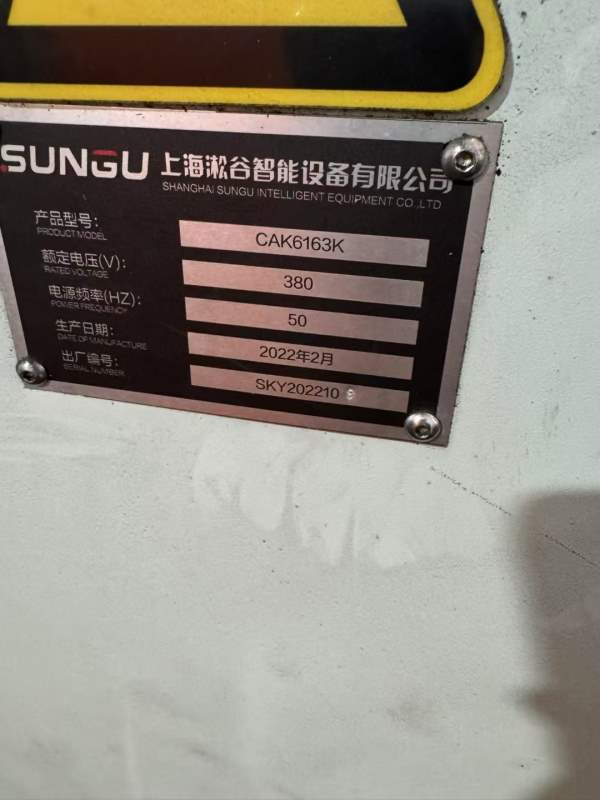 SUNGU 上海淞谷智能设备有限公司
SHANGHAI SUNGU INTELLIGENT EQUIPMENT CO.,LTD
产品型号: CAK6163K
PRODUCT MODEL
额定电压(V): 380
RATED VOLTAGE
电源频率(HZ): 50
POWER FREQUENCY
生产日期: 2022年2月
DATE OF MANUFACTURE
出厂编号: SKY202210
SERIAL NUMBER